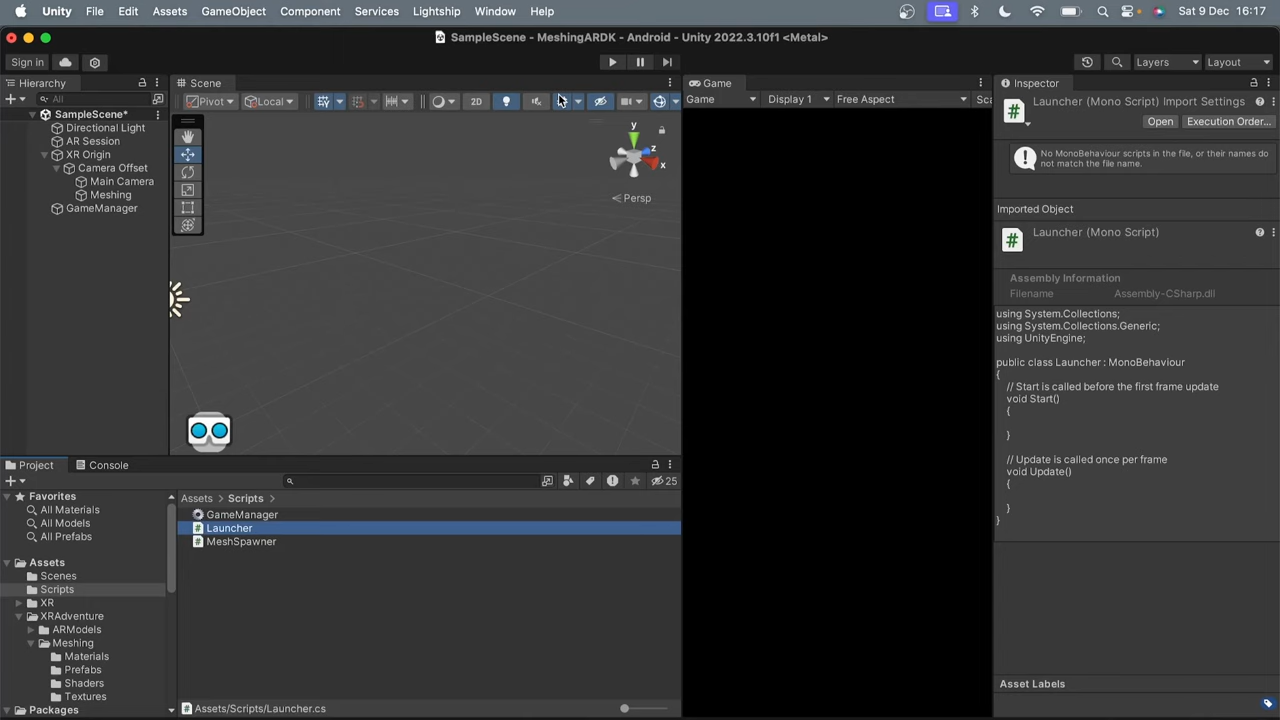 Unity File Edit Assets GameObject Component Services Lightship Window Help Sat 9 Dec 16:17
SampleScene - MeshingARDK - Android - Unity 2022.3.10f1 <Metal>
Sign in Layers Layout
Hierarchy
All
SampleScene*
Directional Light
AR Session
XR Origin
Camera Offset
Main Camera
Meshing
GameManager
Scene
Pivot Local 2D
y
z
x
Persp
Game
Game Display 1 Free Aspect Sca
Inspector
Launcher (Mono Script) Import Settings
Open Execution Order...
No MonoBehaviour scripts in the file, or their names do
not match the file name.
Imported Object
Launcher (Mono Script)
Assembly Information
Filename Assembly-CSharp.dll
using System.Collections;
using System.Collections.Generic;
using UnityEngine;
public class Launcher : MonoBehaviour
{
// Start is called before the first frame update
void Start()
{
}
// Update is called once per frame
void Update()
{
}
}
Asset Labels
Project Console
25
Favorites
All Materials
All Models
All Prefabs
Assets
Scenes
Scripts
XR
XRAdventure
ARModels
Meshing
Materials
Prefabs
Shaders
Textures
Packages
Assets > Scripts >
GameManager
Launcher
MeshSpawner
Assets/Scripts/Launcher.cs